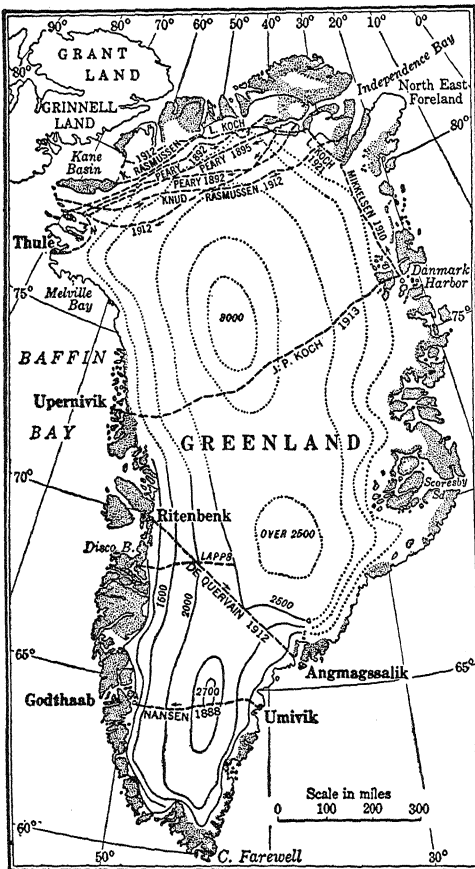 90° 80° 70° 60° 50° 40° 30° 20° 10° 0°
GRANT
LAND
80°
GRINNELL
LAND
Kane
Basin
Independence Bay
North East
Foreland
80°
L. KOCH
K. RASMUSSEN
PEARY 1892
PEARY 1895
PEARY 1892
KNUD RASMUSSEN 1912
1912
MIKKELSEN 1910
Thule
75°
Melville
Bay
Danmark
Harbor
75°
3000
BAFFIN
BAY
J. P. KOCH 1913
Upernivik
GREENLAND
70°
Scoresby
Sd.
Ritenbenk
OVER 2500
Disco B.
LAPPS
DE QUERVAIN 1912
1500
2000
2500
65°
Angmagssalik
65°
2700
Godthaab
NANSEN 1888
Umivik
Scale in miles
0 100 200 300
60°
50°
C. Farewell
30°